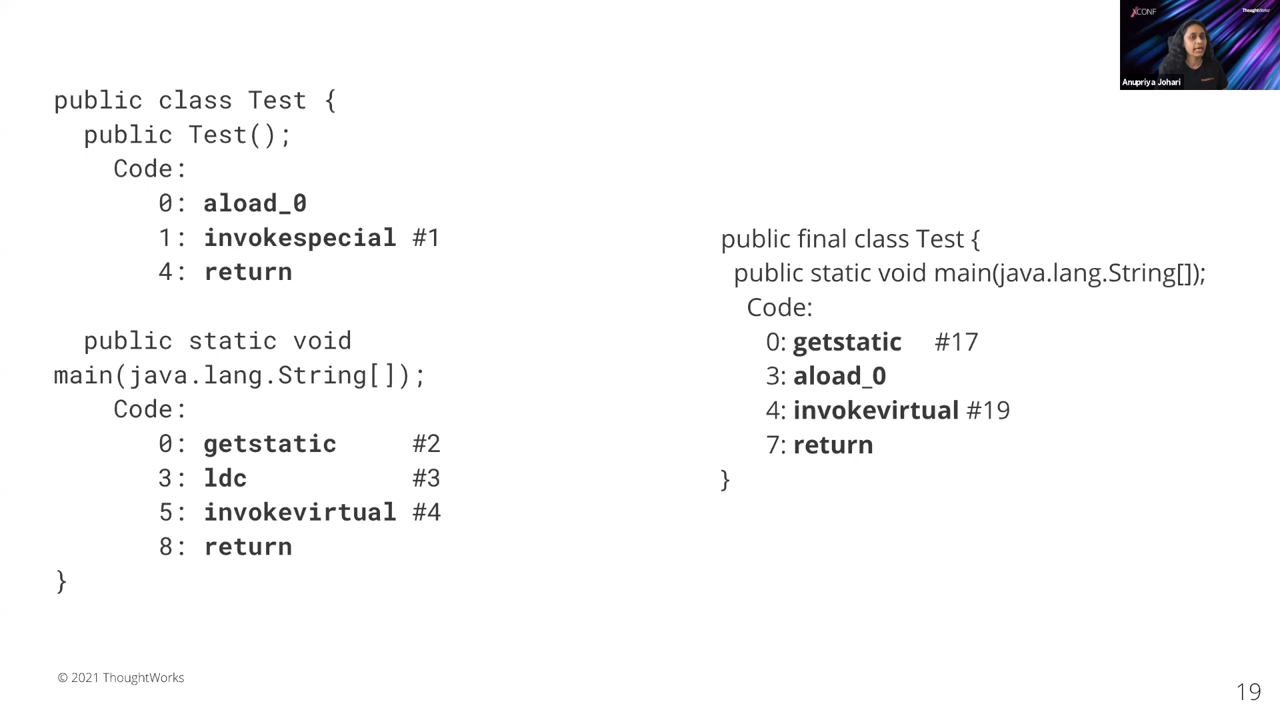 XCONF
ThoughtWorks
Anupriya Johari
public class Test {
public Test();
Code:
0: aload_0
1: invokespecial #1
4: return
public static void
main(java.lang.String[]);
Code:
0: getstatic #2
3: ldc #3
5: invokevirtual #4
8: return
}
public final class Test {
public static void main(java.lang.String[]);
Code:
0: getstatic #17
3: aload_0
4: invokevirtual #19
7: return
}
© 2021 ThoughtWorks
19